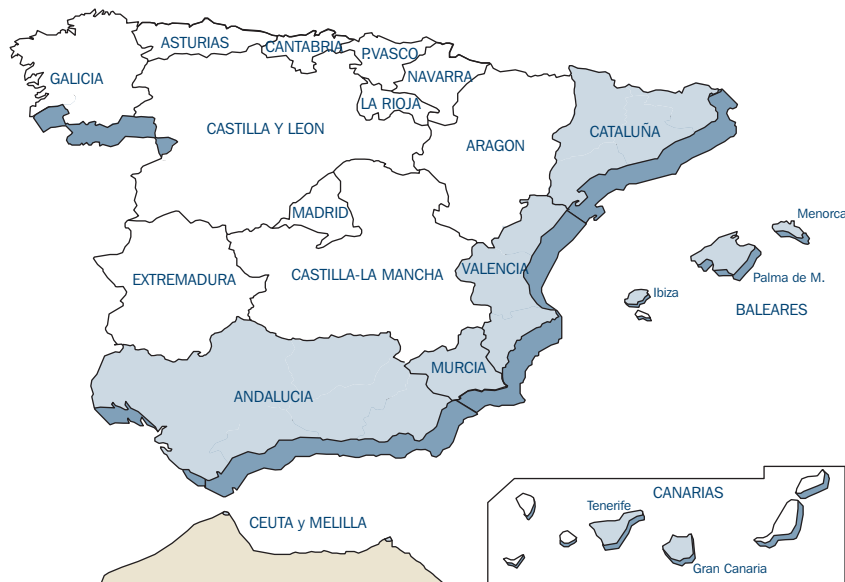 ASTURIAS
CANTABRIA
P.VASCO
GALICIA
NAVARRA
LA RIOJA
CASTILLA Y LEON
CATALUÑA
ARAGON
MADRID
Menorca
EXTREMADURA
CASTILLA-LA MANCHA
VALENCIA
Palma de M.
Ibiza
BALEARES
MURCIA
ANDALUCIA
CANARIAS
Tenerife
CEUTA y MELILLA
Gran Canaria